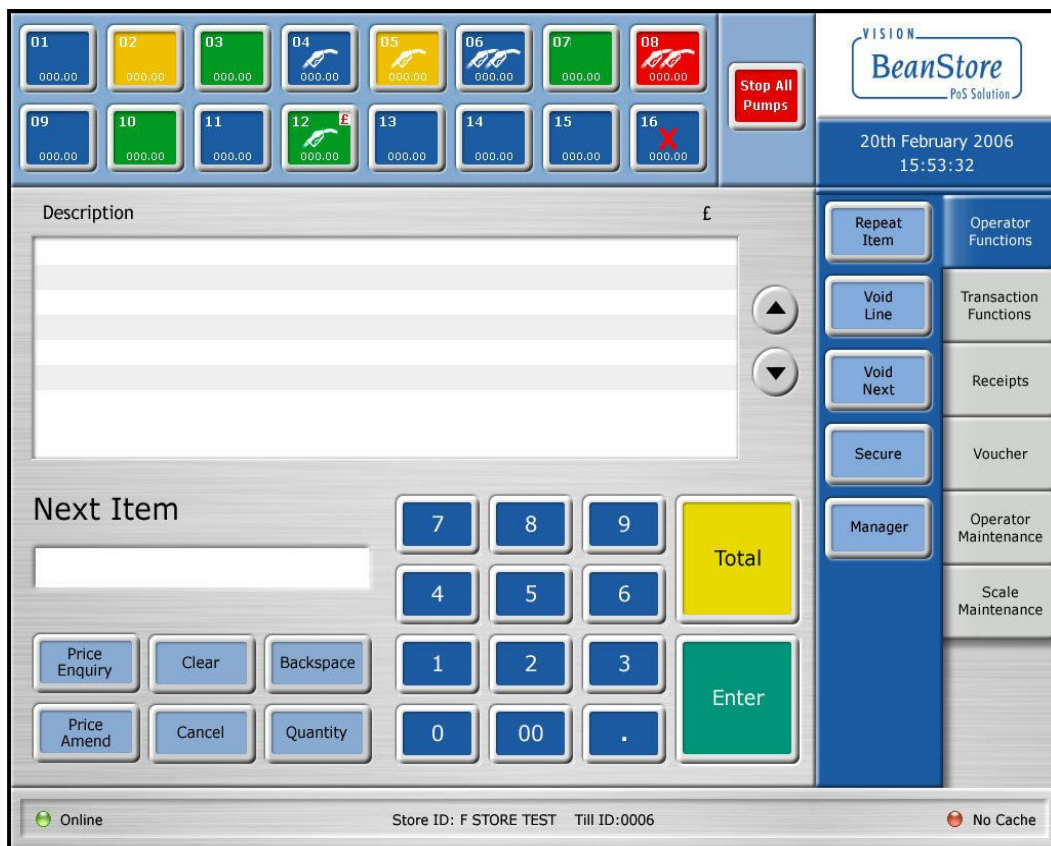 01 02 03 04 05 06 07 08
000.00 000.00 000.00 000.00 000.00 000.00 000.00 000.00
Stop All
Pumps
09 10 11 12 £ 13 14 15 16 X
000.00 000.00 000.00 000.00 000.00 000.00 000.00 000.00
VISION
BeanStore
PoS Solution
20th February 2006
15:53:32
Description £
Repeat
Item
Void
Line
Void
Next
Secure
Manager
Operator
Functions
Transaction
Functions
Receipts
Voucher
Operator
Maintenance
Scale
Maintenance
Next Item
7 8 9
Total
4 5 6
Price
Enquiry
Clear
Backspace
1 2 3
Enter
Price
Amend
Cancel
Quantity
0 00 .
Online
Store ID: F STORE TEST Till ID:0006
No Cache